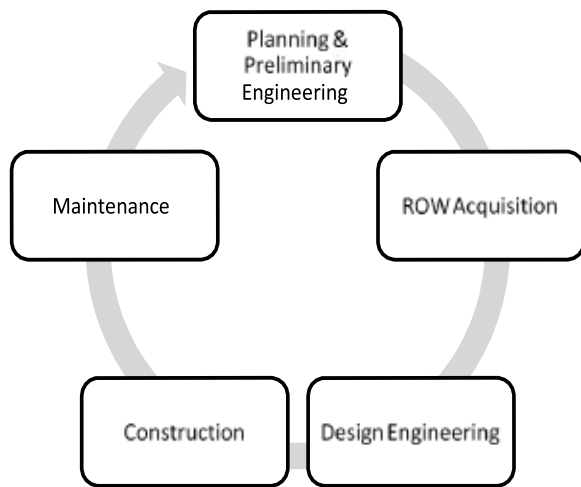 Planning &
Preliminary
Engineering
Maintenance
ROW Acquisition
Construction
Design Engineering